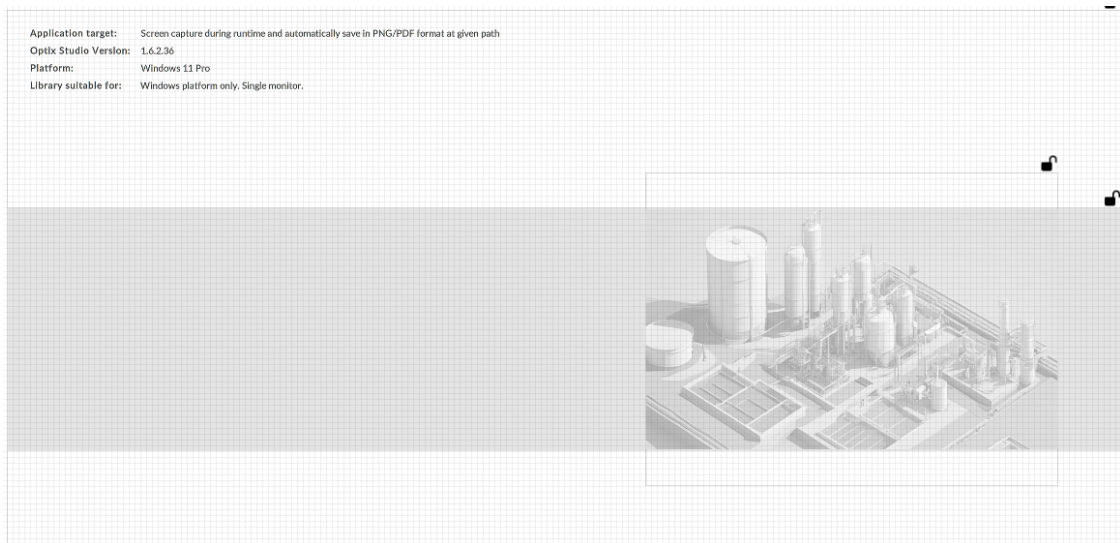 Application target: Screen capture during runtime and automatically save in PNG/PDF format at given path
Optix Studio Version: 1.6.2.36
Platform: Windows 11 Pro
Library suitable for: Windows platform only. Single monitor.